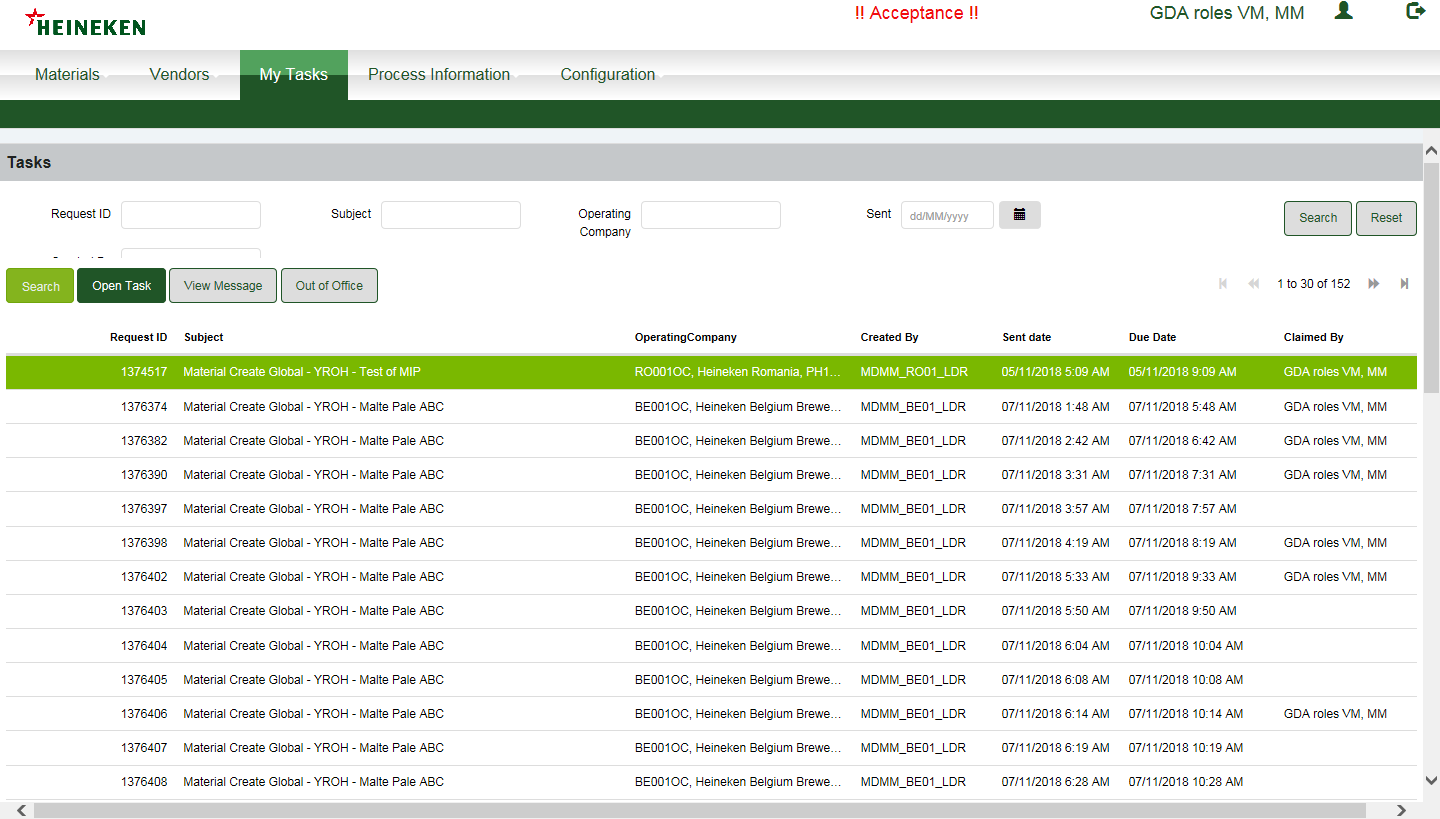 HEINEKEN
!! Acceptance !!
GDA roles VM, MM
Materials Vendors My Tasks Process Information Configuration
Tasks
Request ID Subject Operating Company Sent dd/MM/yyyy Search Reset
Search Open Task View Message Out of Office 1 to 30 of 152
Request ID Subject OperatingCompany Created By Sent date Due Date Claimed By
1374517 Material Create Global - YROH - Test of MIP RO001OC, Heineken Romania, PH1... MDMM_RO01_LDR 05/11/2018 5:09 AM 05/11/2018 9:09 AM GDA roles VM, MM
1376374 Material Create Global - YROH - Malte Pale ABC BE001OC, Heineken Belgium Brewe... MDMM_BE01_LDR 07/11/2018 1:48 AM 07/11/2018 5:48 AM GDA roles VM, MM
1376382 Material Create Global - YROH - Malte Pale ABC BE001OC, Heineken Belgium Brewe... MDMM_BE01_LDR 07/11/2018 2:42 AM 07/11/2018 6:42 AM GDA roles VM, MM
1376390 Material Create Global - YROH - Malte Pale ABC BE001OC, Heineken Belgium Brewe... MDMM_BE01_LDR 07/11/2018 3:31 AM 07/11/2018 7:31 AM GDA roles VM, MM
1376397 Material Create Global - YROH - Malte Pale ABC BE001OC, Heineken Belgium Brewe... MDMM_BE01_LDR 07/11/2018 3:57 AM 07/11/2018 7:57 AM
1376398 Material Create Global - YROH - Malte Pale ABC BE001OC, Heineken Belgium Brewe... MDMM_BE01_LDR 07/11/2018 4:19 AM 07/11/2018 8:19 AM GDA roles VM, MM
1376402 Material Create Global - YROH - Malte Pale ABC BE001OC, Heineken Belgium Brewe... MDMM_BE01_LDR 07/11/2018 5:33 AM 07/11/2018 9:33 AM GDA roles VM, MM
1376403 Material Create Global - YROH - Malte Pale ABC BE001OC, Heineken Belgium Brewe... MDMM_BE01_LDR 07/11/2018 5:50 AM 07/11/2018 9:50 AM
1376404 Material Create Global - YROH - Malte Pale ABC BE001OC, Heineken Belgium Brewe... MDMM_BE01_LDR 07/11/2018 6:04 AM 07/11/2018 10:04 AM
1376405 Material Create Global - YROH - Malte Pale ABC BE001OC, Heineken Belgium Brewe... MDMM_BE01_LDR 07/11/2018 6:08 AM 07/11/2018 10:08 AM
1376406 Material Create Global - YROH - Malte Pale ABC BE001OC, Heineken Belgium Brewe... MDMM_BE01_LDR 07/11/2018 6:14 AM 07/11/2018 10:14 AM GDA roles VM, MM
1376407 Material Create Global - YROH - Malte Pale ABC BE001OC, Heineken Belgium Brewe... MDMM_BE01_LDR 07/11/2018 6:19 AM 07/11/2018 10:19 AM
1376408 Material Create Global - YROH - Malte Pale ABC BE001OC, Heineken Belgium Brewe... MDMM_BE01_LDR 07/11/2018 6:28 AM 07/11/2018 10:28 AM